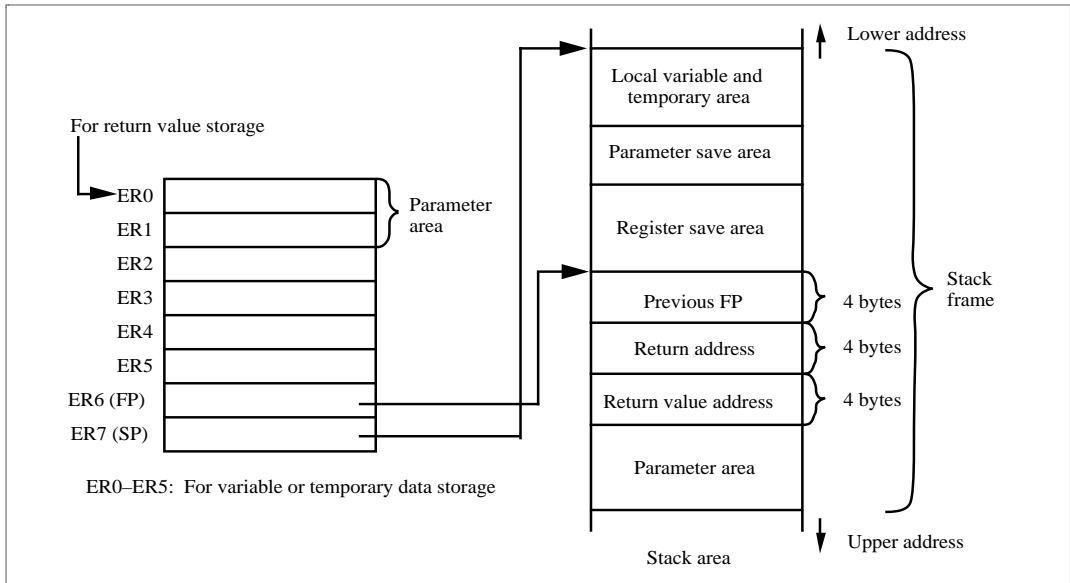 For return value storage
ER0
ER1
ER2
ER3
ER4
ER5
ER6 (FP)
ER7 (SP)
Parameter
area
ER0–ER5: For variable or temporary data storage
Lower address
Local variable and
temporary area
Parameter save area
Register save area
Previous FP
4 bytes
Return address
4 bytes
Return value address
4 bytes
Parameter area
Stack
frame
Upper address
Stack area